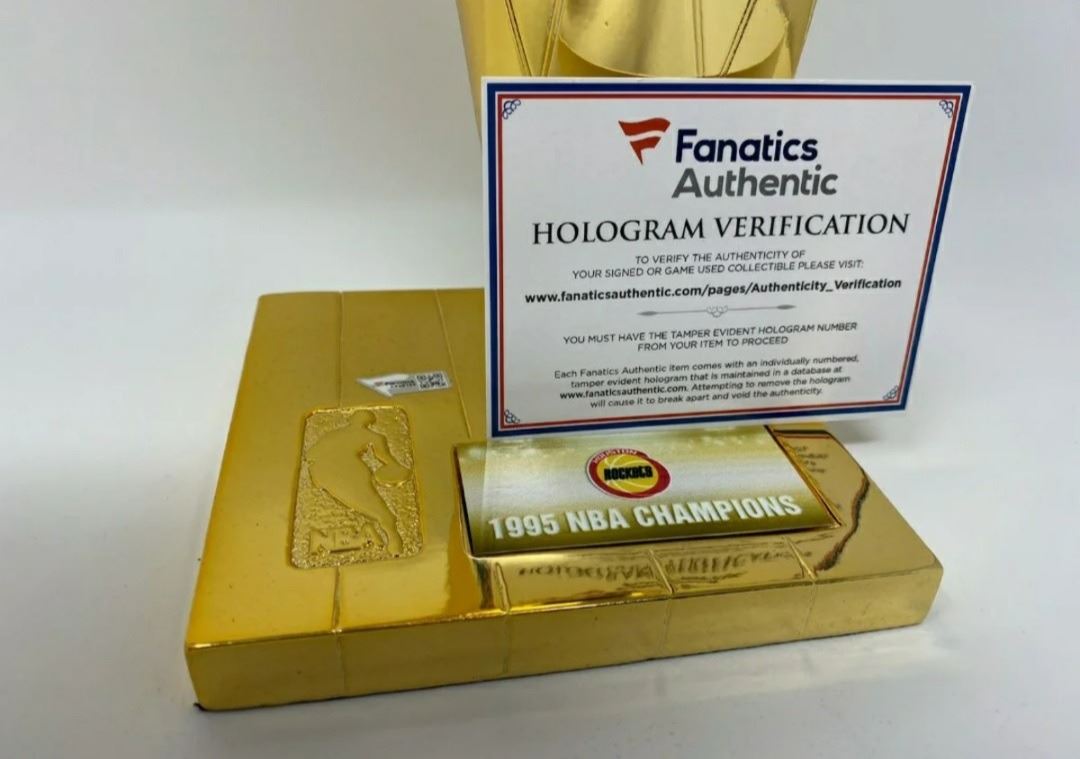 Fanatics
Authentic
HOLOGRAM VERIFICATION
TO VERIFY THE AUTHENTICITY OF
YOUR SIGNED OR GAME USED COLLECTIBLE PLEASE VISIT:
www.fanaticsauthentic.com/pages/Authenticity_Verification
YOU MUST HAVE THE TAMPER EVIDENT HOLOGRAM NUMBER
FROM YOUR ITEM TO PROCEED
Each Fanatics Authentic item comes with an individually numbered,
tamper evident hologram that is maintained in a database at
www.fanaticsauthentic.com. Attempting to remove the hologram
will cause it to break apart and void the authenticity.
NBA
HOUSTON
ROCKETS
1995 NBA CHAMPIONS